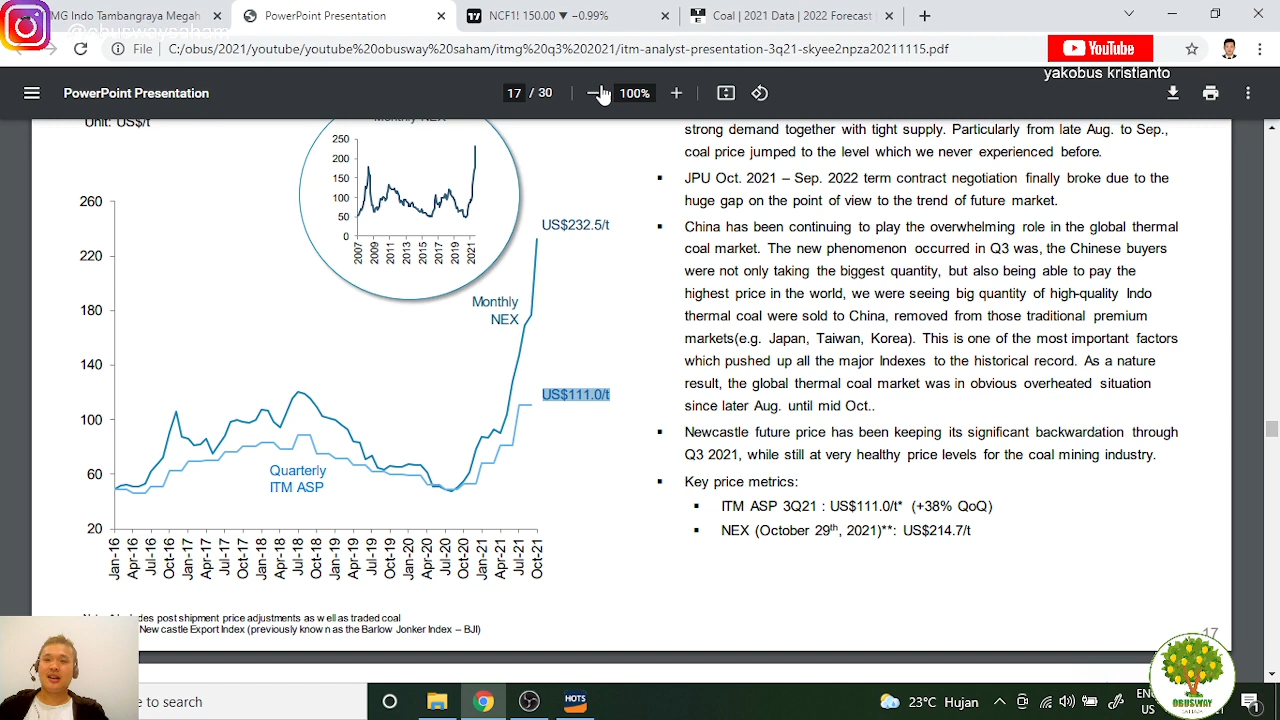 MG Indo Tambangraya Megah
PowerPoint Presentation
NCF1! 150.00 ▼ −0.99%
Coal | 2021 Data | 2022 Forecast
@obuswaysaham
File
C:/obus/2021/youtube/youtube%20study%20saham/itmg%20q3%202021/itm-analyst-presentation-3q21-skyee2npza20211115.pdf
YouTube
yakobus kristianto
PowerPoint Presentation
17 / 30
100%
Unit: US$/t
Monthly NEX
250
200
150
100
50
0
2007
2009
2011
2013
2015
2017
2019
2021
260
220
180
140
100
60
20
US$232.5/t
Monthly
NEX
US$111.0/t
Quarterly
ITM ASP
Jan-16
Apr-16
Jul-16
Oct-16
Jan-17
Apr-17
Jul-17
Oct-17
Jan-18
Apr-18
Jul-18
Oct-18
Jan-19
Apr-19
Jul-19
Oct-19
Jan-20
Apr-20
Jul-20
Oct-20
Jan-21
Apr-21
Jul-21
Oct-21
des post shipment price adjustments as well as traded coal
New castle Export Index (previously known as the Barlow Jonker Index – BJI)
strong demand together with tight supply. Particularly from late Aug. to Sep.,
coal price jumped to the level which we never experienced before.
▪ JPU Oct. 2021 – Sep. 2022 term contract negotiation finally broke due to the
huge gap on the point of view to the trend of future market.
▪ China has been continuing to play the overwhelming role in the global thermal
coal market. The new phenomenon occurred in Q3 was, the Chinese buyers
were not only taking the biggest quantity, but also being able to pay the
highest price in the world, we were seeing big quantity of high-quality Indo
thermal coal were sold to China, removed from those traditional premium
markets(e.g. Japan, Taiwan, Korea). This is one of the most important factors
which pushed up all the major Indexes to the historical record. As a nature
result, the global thermal coal market was in obvious overheated situation
since later Aug. until mid Oct..
▪ Newcastle future price has been keeping its significant backwardation through
Q3 2021, while still at very healthy price levels for the coal mining industry.
▪ Key price metrics:
▪ ITM ASP 3Q21 : US$111.0/t* (+38% QoQ)
▪ NEX (October 29th, 2021)**: US$214.7/t
17
OBUSWAY
e to search
HOTS
23°C Hujan
EN
US
1